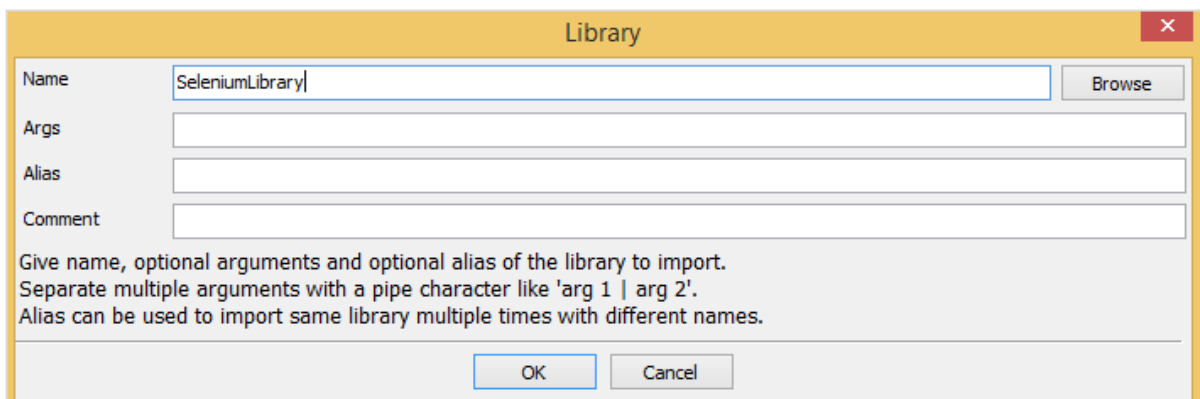 Library
Name SeleniumLibrary Browse
Args
Alias
Comment
Give name, optional arguments and optional alias of the library to import.
Separate multiple arguments with a pipe character like 'arg 1 | arg 2'.
Alias can be used to import same library multiple times with different names.
OK Cancel